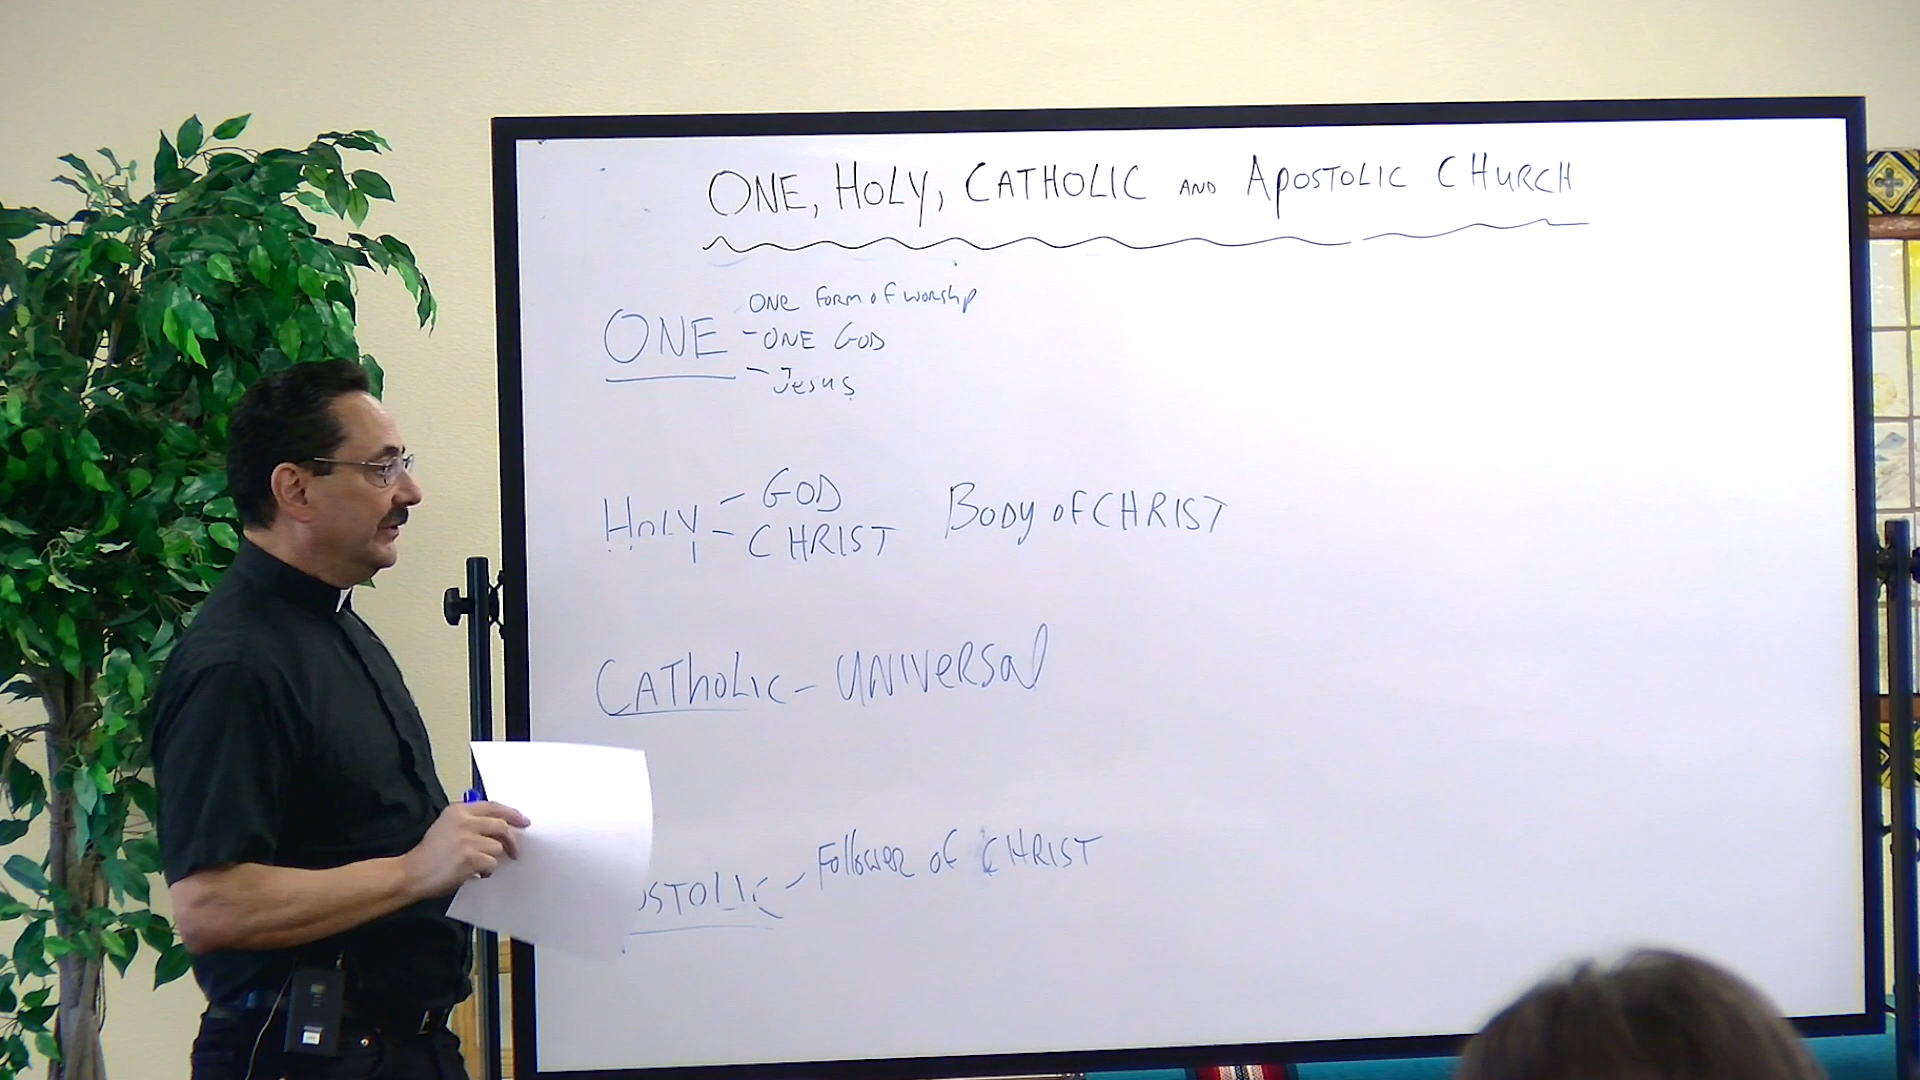 ONE, HOLY, CATHOLIC AND APOSTOLIC CHURCH
ONE form of worship
ONE - ONE GOD
- Jesus
HOLY - GOD
- CHRIST Body of CHRIST
CATholic - UNIVeRSal
OSTOLIC - Follower of CHRIST